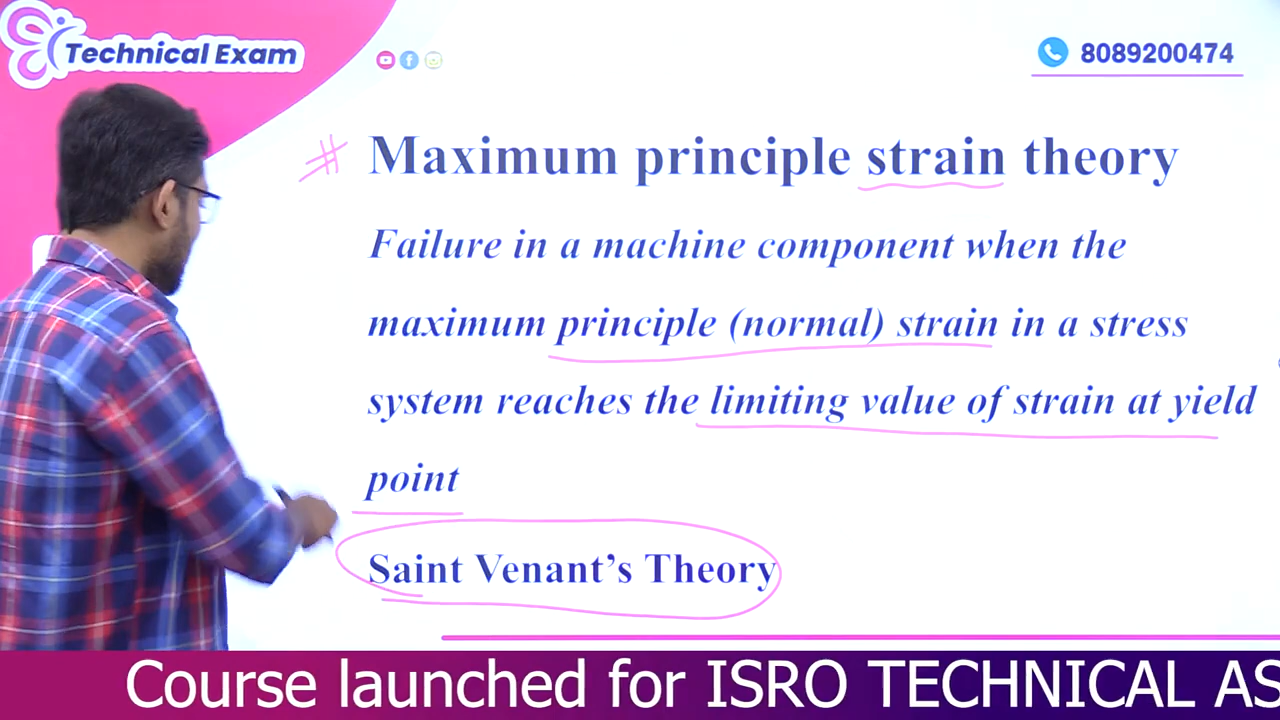 Technical Exam
8089200474
# Maximum principle strain theory
Failure in a machine component when the
maximum principle (normal) strain in a stress
system reaches the limiting value of strain at yield
point
Saint Venant’s Theory
Course launched for ISRO TECHNICAL AS